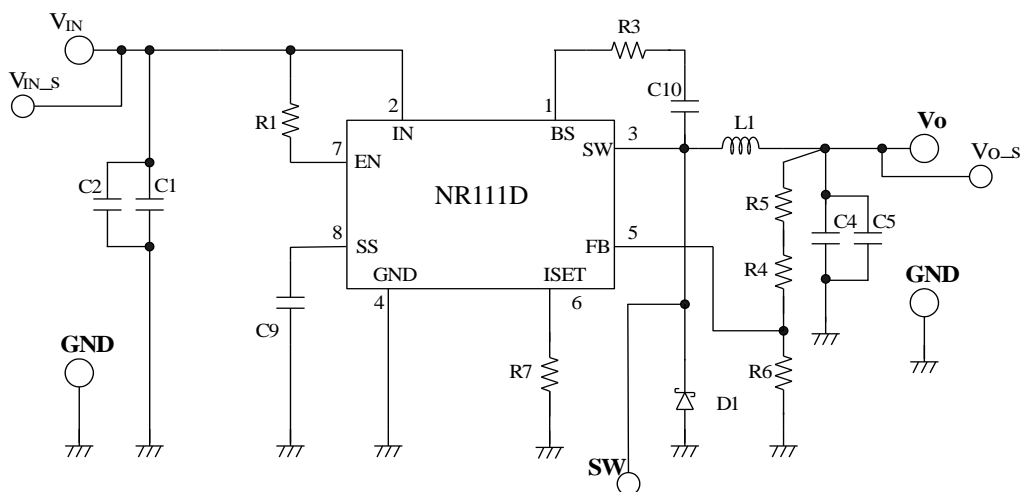 VIN
R3
VIN_S
C10
2
1
R1
IN
BS
3
L1
Vo
7
SW
EN
Vo_s
C2
C1
NR111D
R5
C4
C5
8
SS
FB
5
R4
GND
ISET
GND
4
6
C9
GND
R7
R6
D1
SW